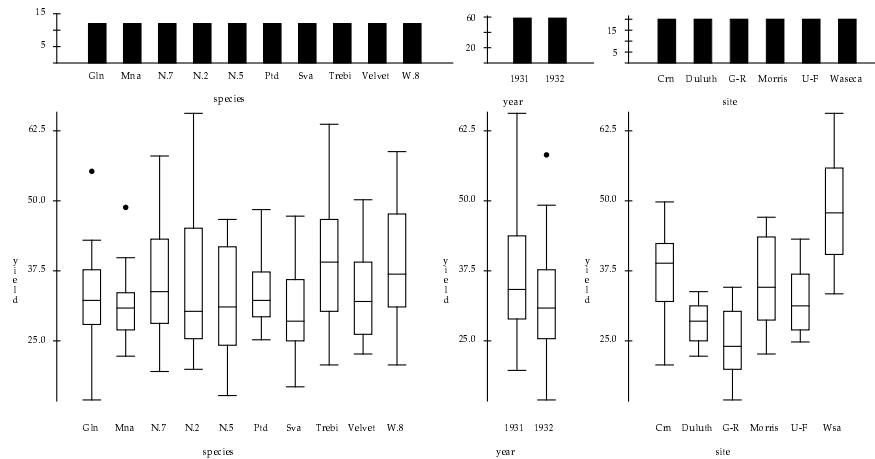 15
5
Gln Mna N.7 N.2 N.5 Ptd Sva Trebi Velvet W.8
species
60
20
1931 1932
year
15
5
Crn Duluth G-R Morris U-F Waseca
site
62.5
50.0
37.5
25.0
yield
Gln Mna N.7 N.2 N.5 Ptd Sva Trebi Velvet W.8
species
62.5
50.0
37.5
25.0
yield
1931 1932
year
62.5
50.0
37.5
25.0
yield
Crn Duluth G-R Morris U-F Wsa
site